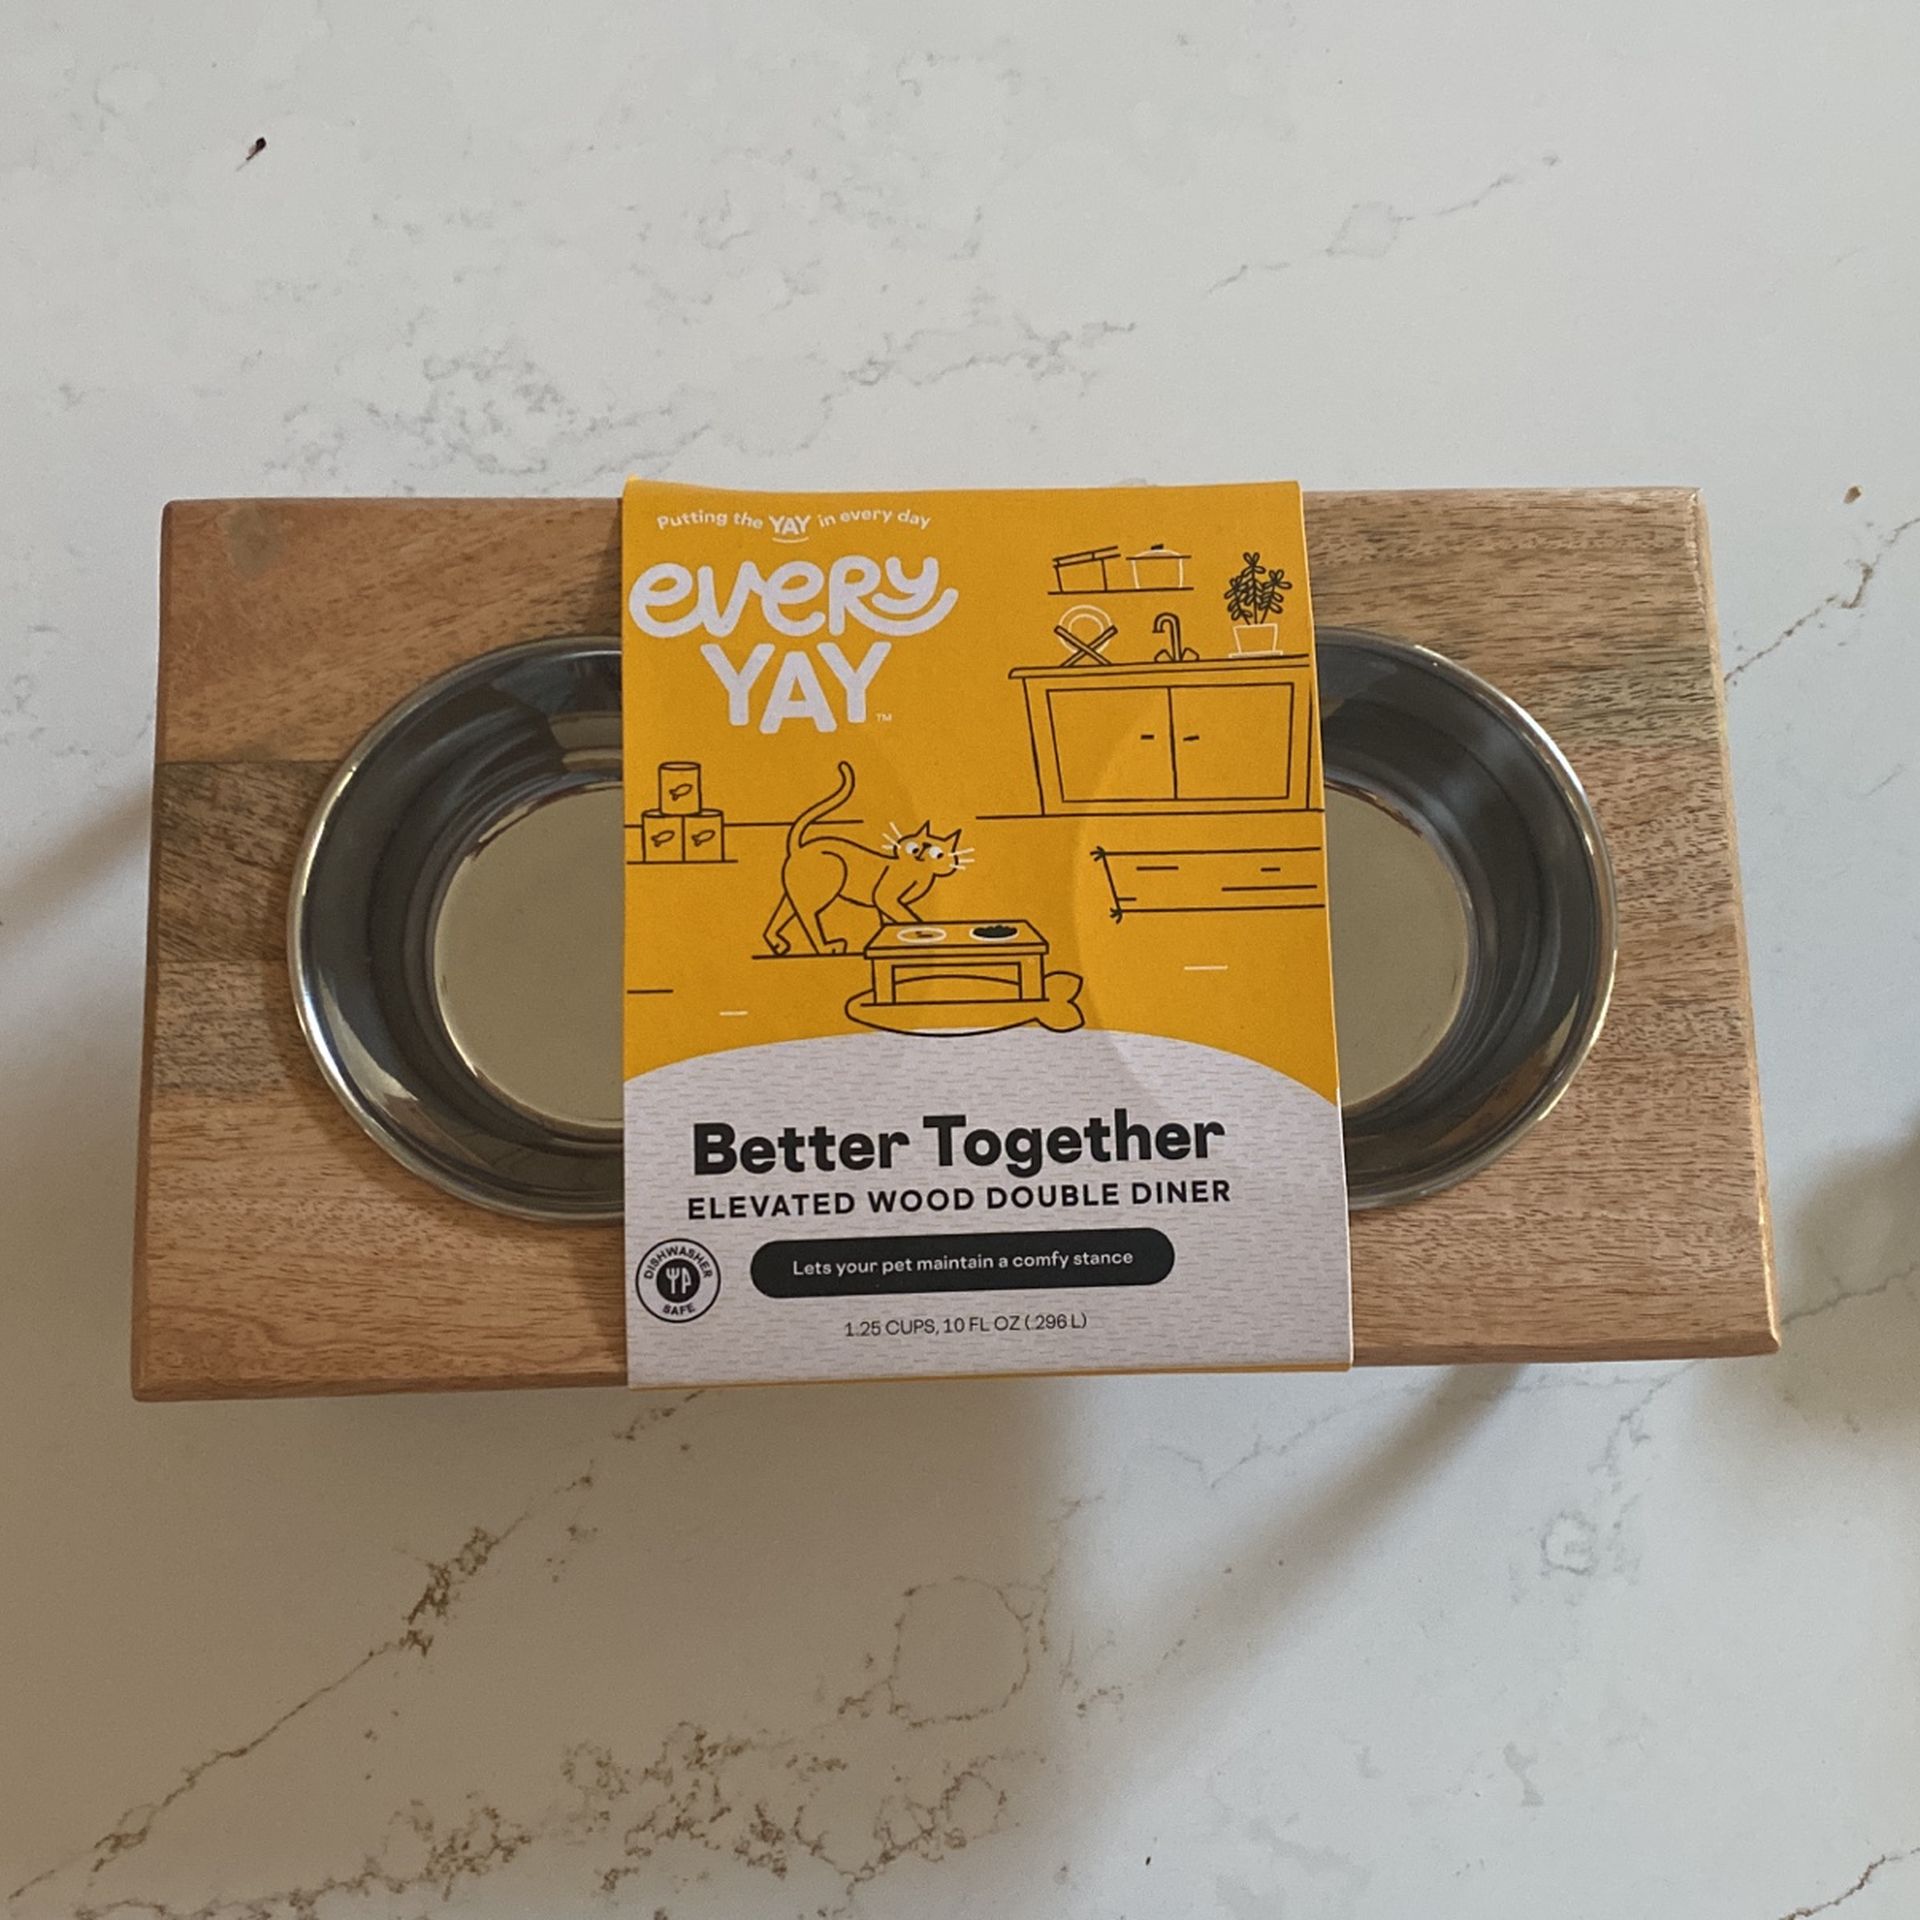 Putting the YAY in every day
every
YAY™
Better Together
ELEVATED WOOD DOUBLE DINER
DISHWASHER
SAFE
Lets your pet maintain a comfy stance
1.25 CUPS, 10 FL OZ (.296 L)